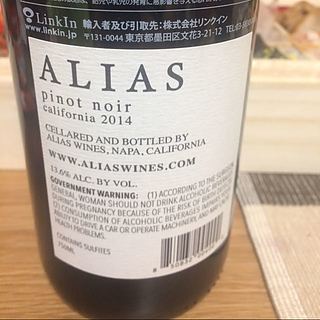 LinkIn
www.linkin.jp
輸入者及び引取先：株式会社リンクイン
〒131-0044 東京都墨田区文花3-21-12
ALIAS
pinot noir
california 2014
CELLARED AND BOTTLED BY
ALIAS WINES, NAPA, CALIFORNIA
WWW.ALIASWINES.COM
13.6% ALC. BY VOL.
GOVERNMENT WARNING: (1) ACCORDING TO THE SURGEON
GENERAL, WOMEN SHOULD NOT DRINK ALCOHOLIC
DURING PREGNANCY BECAUSE OF THE RISK OF BIRTH
(2) CONSUMPTION OF ALCOHOLIC BEVERAGES IMPAIRS YOUR
ABILITY TO DRIVE A CAR OR OPERATE MACHINERY, AND MAY
HEALTH PROBLEMS.
CONTAINS SULFITES
750ML